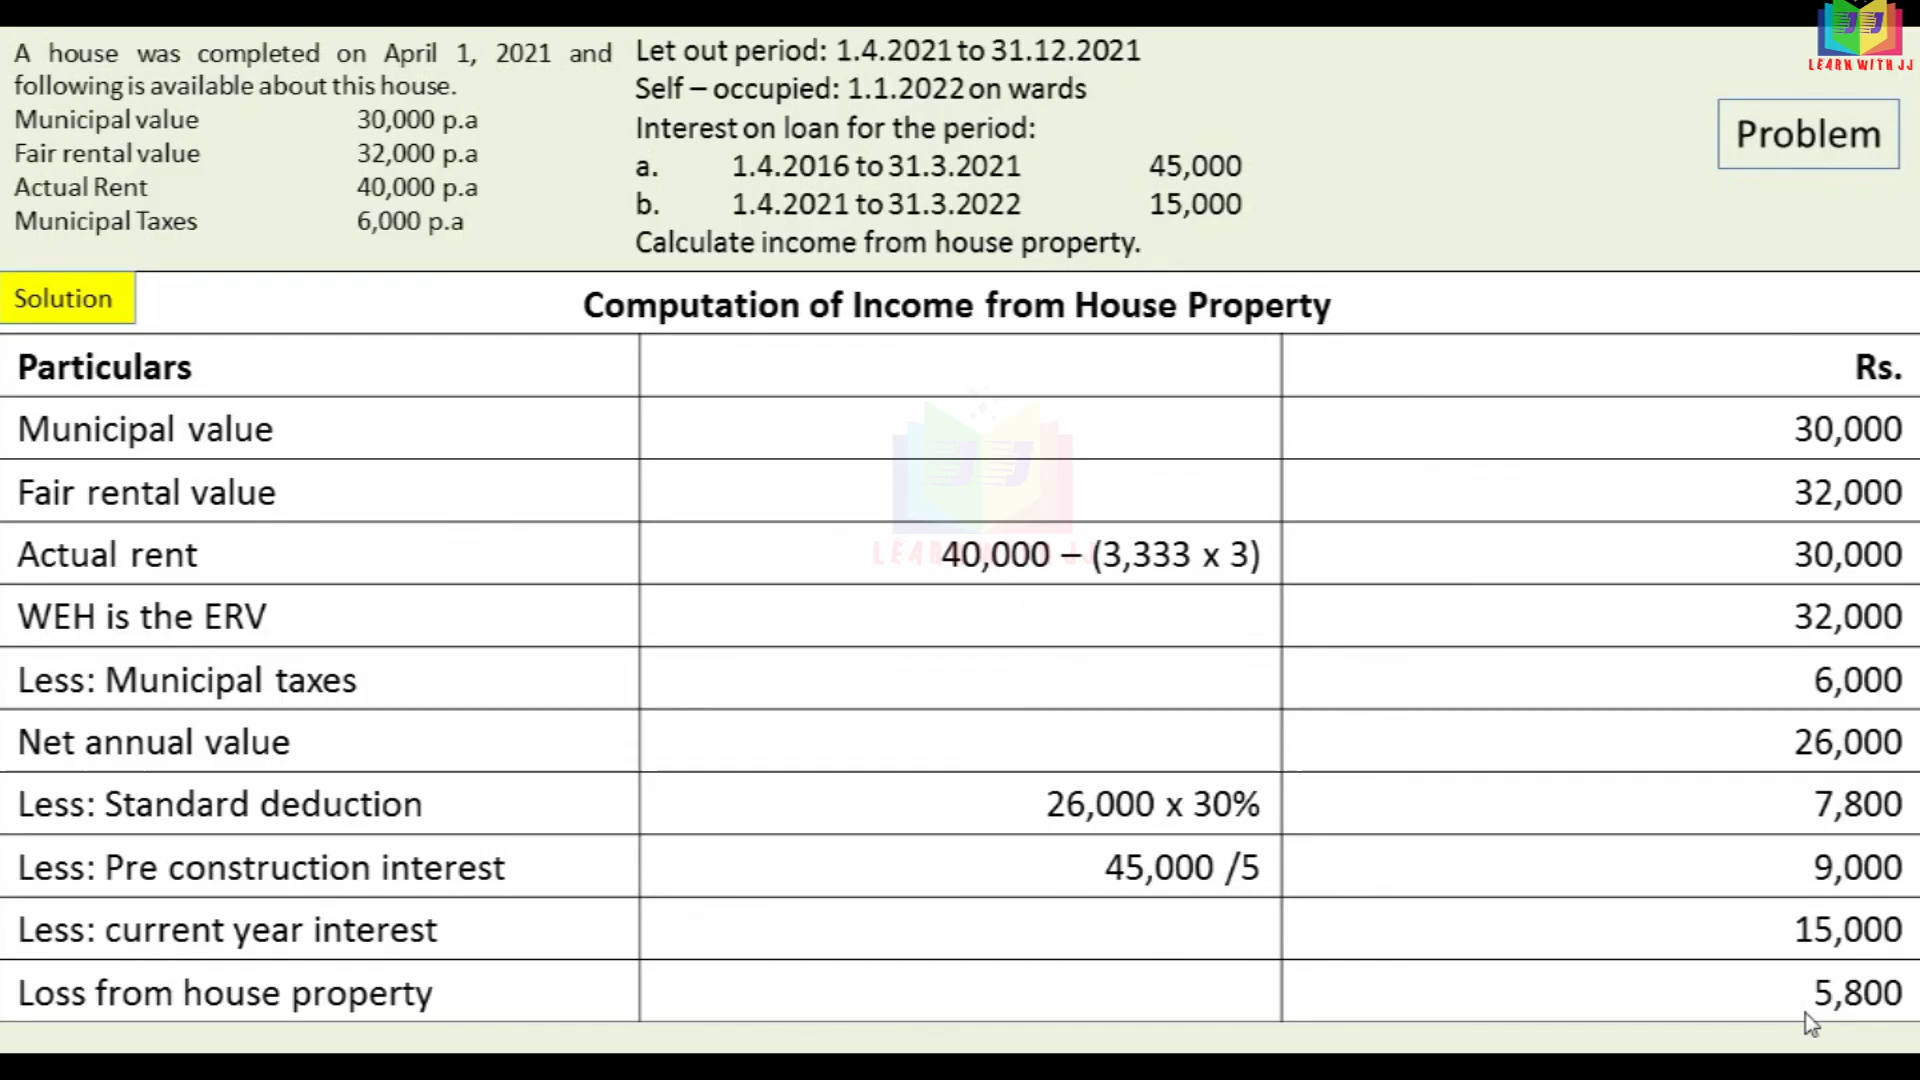 A house was completed on April 1, 2021 and
following is available about this house.
Municipal value 30,000 p.a
Fair rental value 32,000 p.a
Actual Rent 40,000 p.a
Municipal Taxes 6,000 p.a
Let out period: 1.4.2021 to 31.12.2021
Self – occupied: 1.1.2022 on wards
Interest on loan for the period:
a. 1.4.2016 to 31.3.2021 45,000
b. 1.4.2021 to 31.3.2022 15,000
Calculate income from house property.
JJ
LEARN WITH JJ
Problem
Solution
Computation of Income from House Property
Particulars Rs.
Municipal value 30,000
Fair rental value 32,000
Actual rent 40,000 – (3,333 x 3) 30,000
WEH is the ERV 32,000
Less: Municipal taxes 6,000
Net annual value 26,000
Less: Standard deduction 26,000 x 30% 7,800
Less: Pre construction interest 45,000 /5 9,000
Less: current year interest 15,000
Loss from house property 5,800
JJ
LEARN WITH JJ